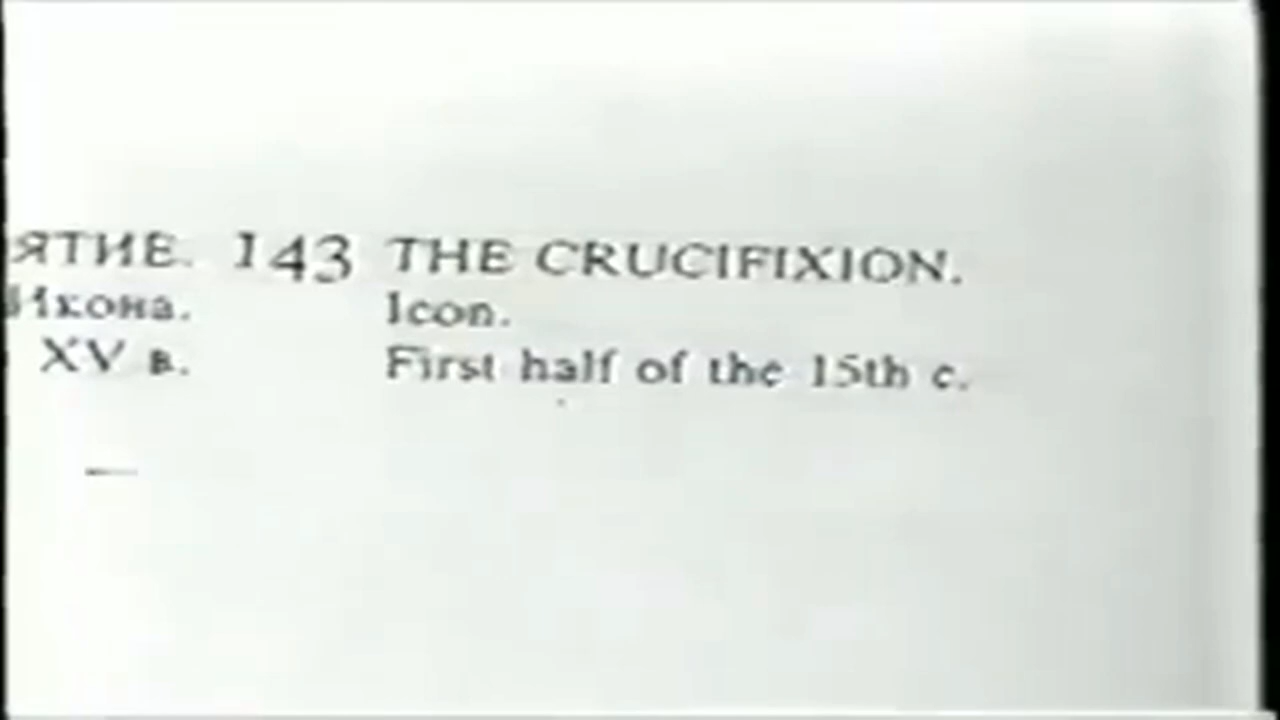 ЯТИЕ. 143 THE CRUCIFIXION.
Икона. Icon.
XV в. First half of the 15th c.